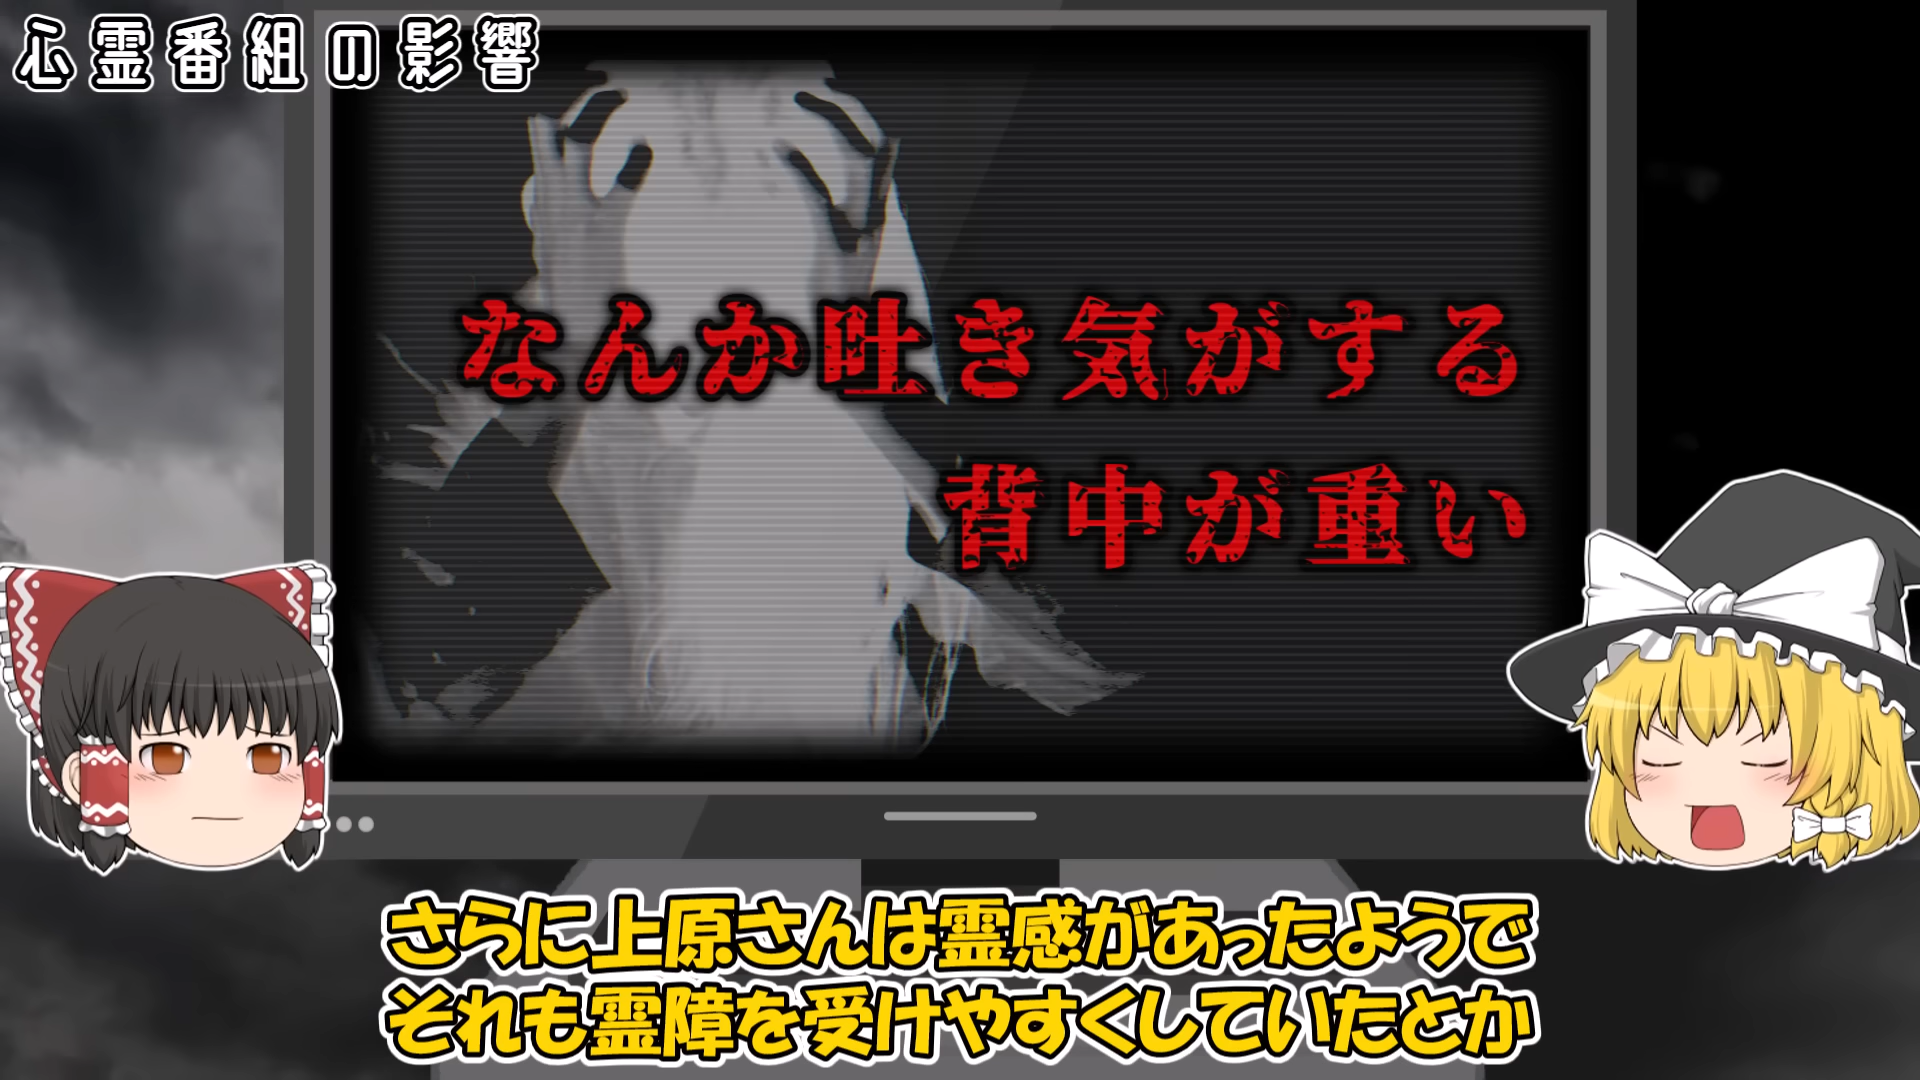 心霊番組の影響
なんか吐き気がする
背中が重い
さらに上原さんは霊感があったようで
それも霊障を受けやすくしていたとか